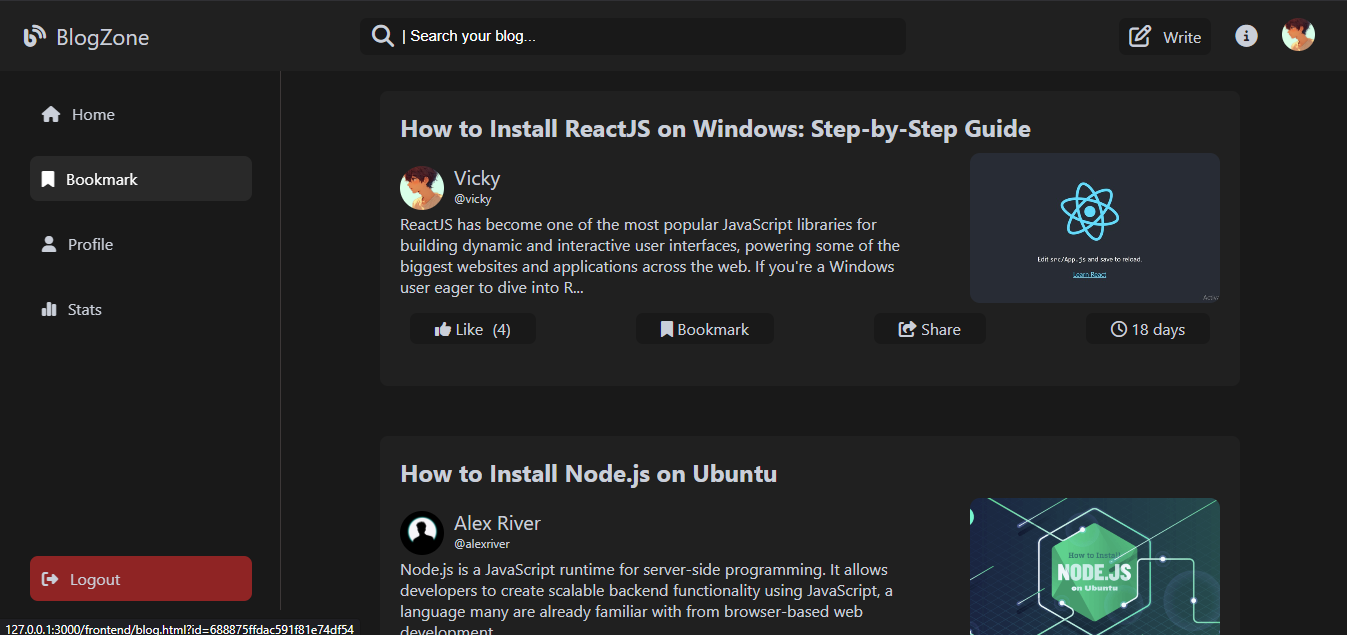 BlogZone
| Search your blog...
Write
Home
Bookmark
Profile
Stats
Logout
How to Install ReactJS on Windows: Step-by-Step Guide
Vicky
@vicky
ReactJS has become one of the most popular JavaScript libraries for
building dynamic and interactive user interfaces, powering some of the
biggest websites and applications across the web. If you're a Windows
user eager to dive into R...
Edit src/App.js and save to reload.
Learn React
Activ
Like (4)
Bookmark
Share
18 days
How to Install Node.js on Ubuntu
Alex River
@alexriver
Node.js is a JavaScript runtime for server-side programming. It allows
developers to create scalable backend functionality using JavaScript, a
language many are already familiar with from browser-based web
development.
How to Install
NODE.JS
on Ubuntu
127.0.0.1:3000/frontend/blog.html?id=688875ffdac591f81e74df54